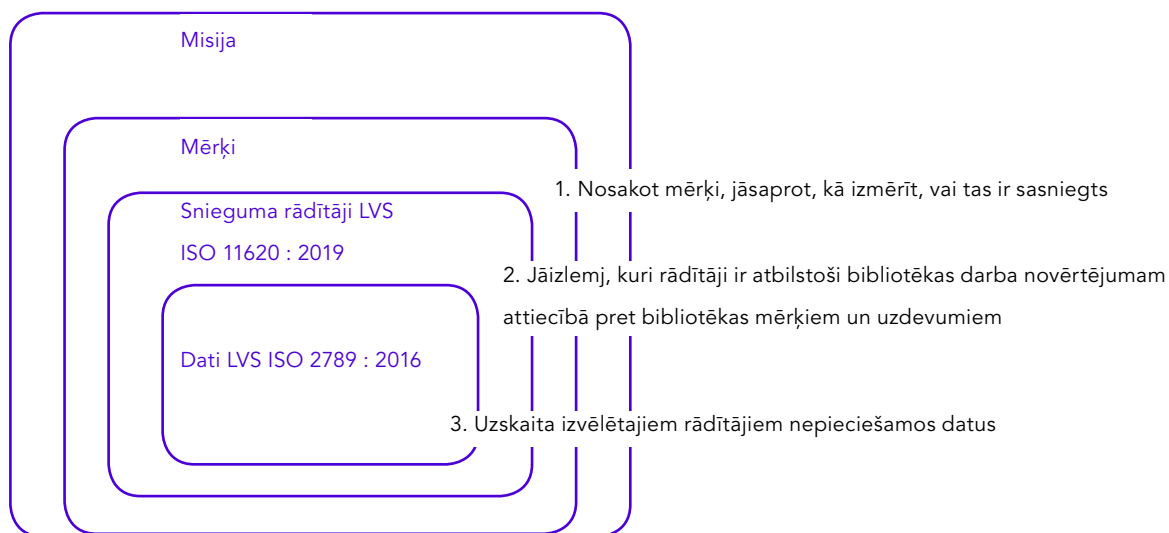 Misija
Mērķi
1. Nosakot mērķi, jāsaprot, kā izmērīt, vai tas ir sasniegts
Snieguma rādītāji LVS
ISO 11620 : 2019
2. Jāizlemj, kuri rādītāji ir atbilstoši bibliotēkas darba novērtējumam
attiecībā pret bibliotēkas mērķiem un uzdevumiem
Dati LVS ISO 2789 : 2016
3. Uzskaita izvēlētajiem rādītājiem nepieciešamos datus